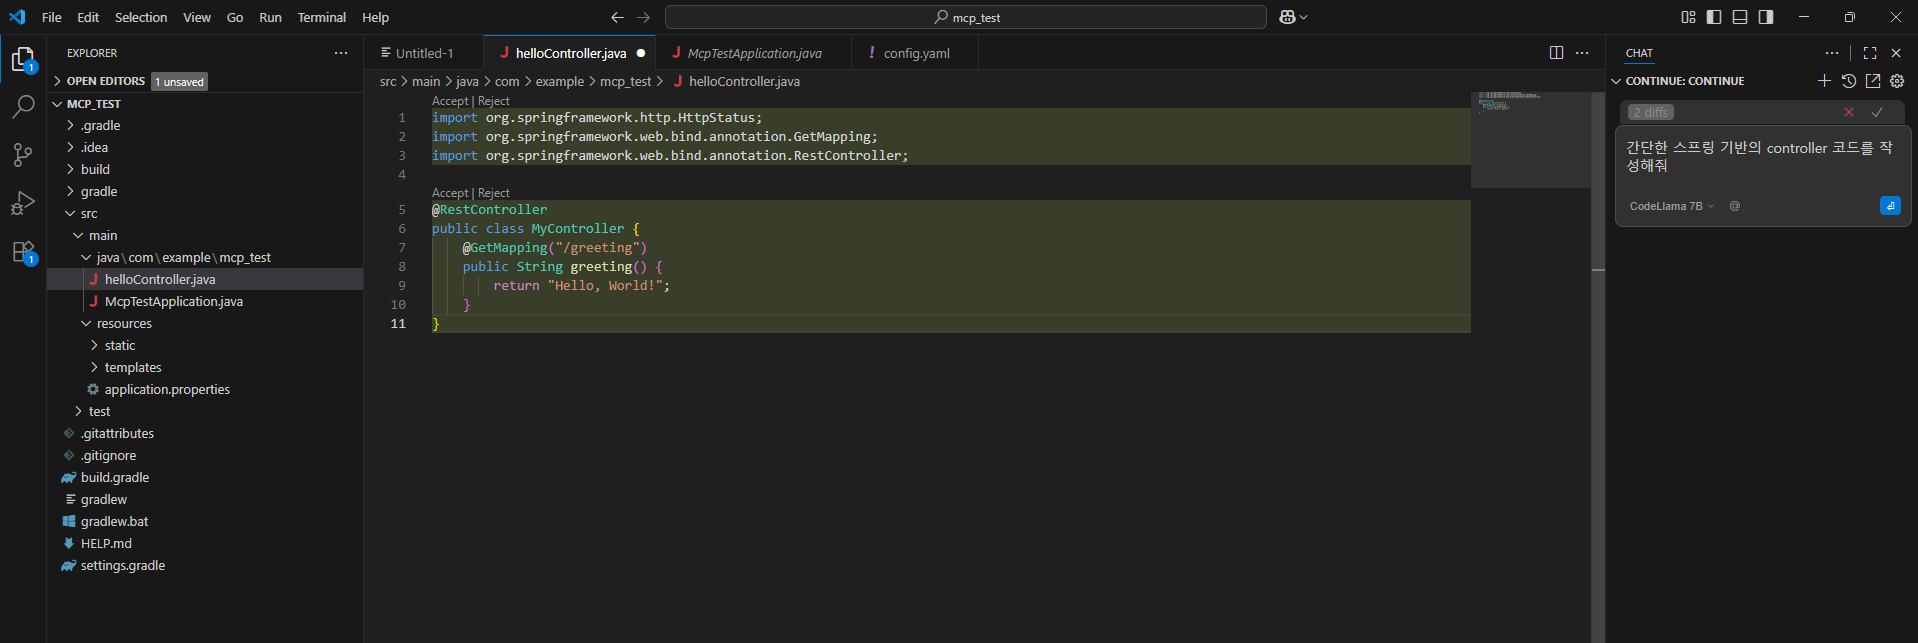 File Edit Selection View Go Run Terminal Help
mcp_test
EXPLORER
OPEN EDITORS 1 unsaved
MCP_TEST
.gradle
.idea
build
gradle
src
main
java\com\example\mcp_test
helloController.java
McpTestApplication.java
resources
static
templates
application.properties
test
.gitattributes
.gitignore
build.gradle
gradlew
gradlew.bat
HELP.md
settings.gradle
1
1
Untitled-1 helloController.java McpTestApplication.java ! config.yaml
src > main > java > com > example > mcp_test > helloController.java
Accept | Reject
1 import org.springframework.http.HttpStatus;
2 import org.springframework.web.bind.annotation.GetMapping;
3 import org.springframework.web.bind.annotation.RestController;
4
Accept | Reject
5 @RestController
6 public class MyController {
7 @GetMapping("/greeting")
8 public String greeting() {
9 return "Hello, World!";
10 }
11 }
CHAT
CONTINUE: CONTINUE
2 diffs
간단한 스프링 기반의 controller 코드를 작
성해줘
CodeLlama 7B @